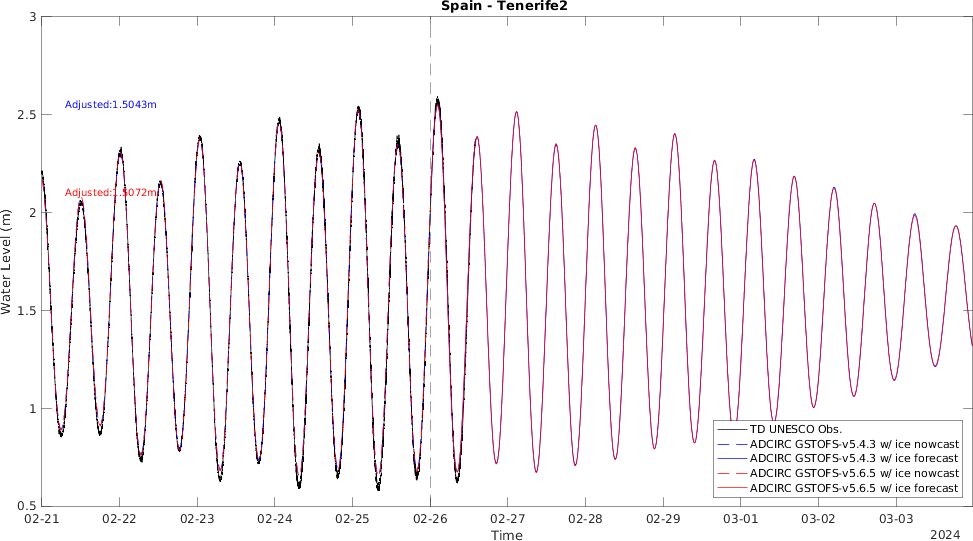 Spain - Tenerife2
3
2.5
2
1.5
1
0.5
Water Level (m)
Adjusted:1.5043m
Adjusted:1.5072m
TD UNESCO Obs.
ADCIRC GSTOFS-v5.4.3 w/ ice nowcast
ADCIRC GSTOFS-v5.4.3 w/ ice forecast
ADCIRC GSTOFS-v5.6.5 w/ ice nowcast
ADCIRC GSTOFS-v5.6.5 w/ ice forecast
02-21 02-22 02-23 02-24 02-25 02-26 02-27 02-28 02-29 03-01 03-02 03-03
Time
2024